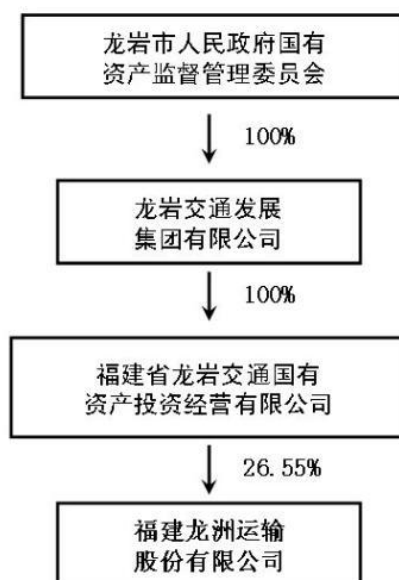 龙岩市人民政府国有
资产监督管理委员会
100%
龙岩交通发展
集团有限公司
100%
福建省龙岩交通国有
资产投资经营有限公司
26.55%
福建龙洲运输
股份有限公司